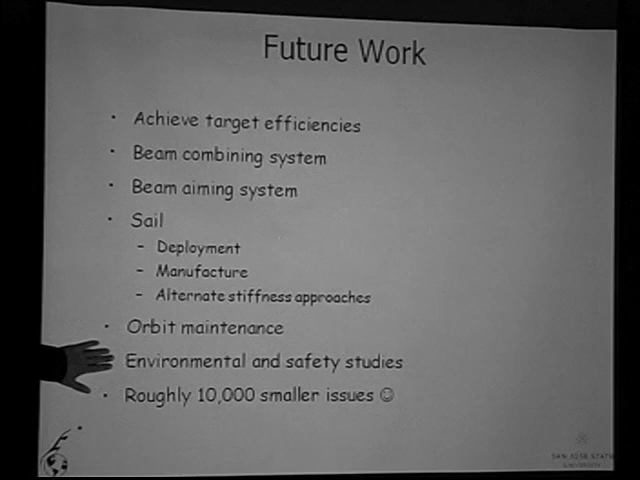 Future Work
• Achieve target efficiencies
• Beam combining system
• Beam aiming system
• Sail
– Deployment
– Manufacture
– Alternate stiffness approaches
• Orbit maintenance
Environmental and safety studies
• Roughly 10,000 smaller issues ☺
SAN JOSE STATE
UNIVERSITY